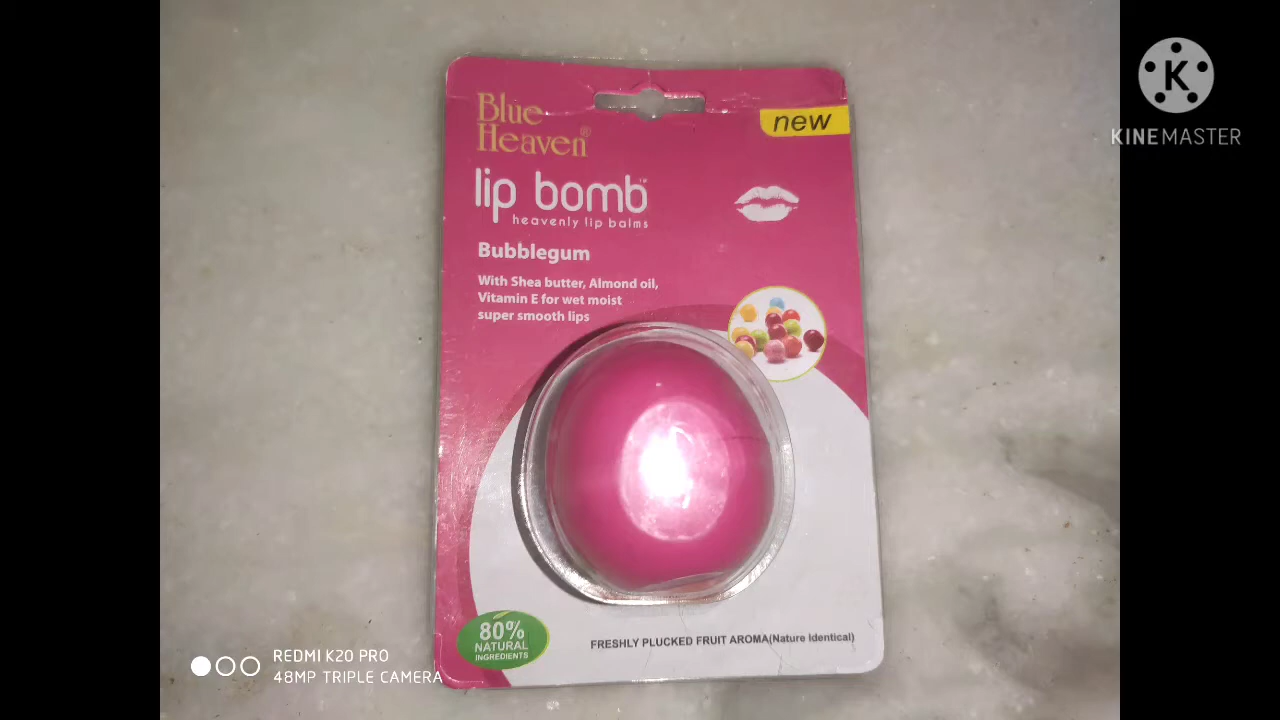 Blue
Heaven®
new
lip bomb™
heavenly lip balms
Bubblegum
With Shea butter, Almond oil,
Vitamin E for wet moist
super smooth lips
80%
NATURAL
INGREDIENTS
FRESHLY PLUCKED FRUIT AROMA(Nature Identical)
REDMI K20 PRO
48MP TRIPLE CAMERA
K
KINEMASTER